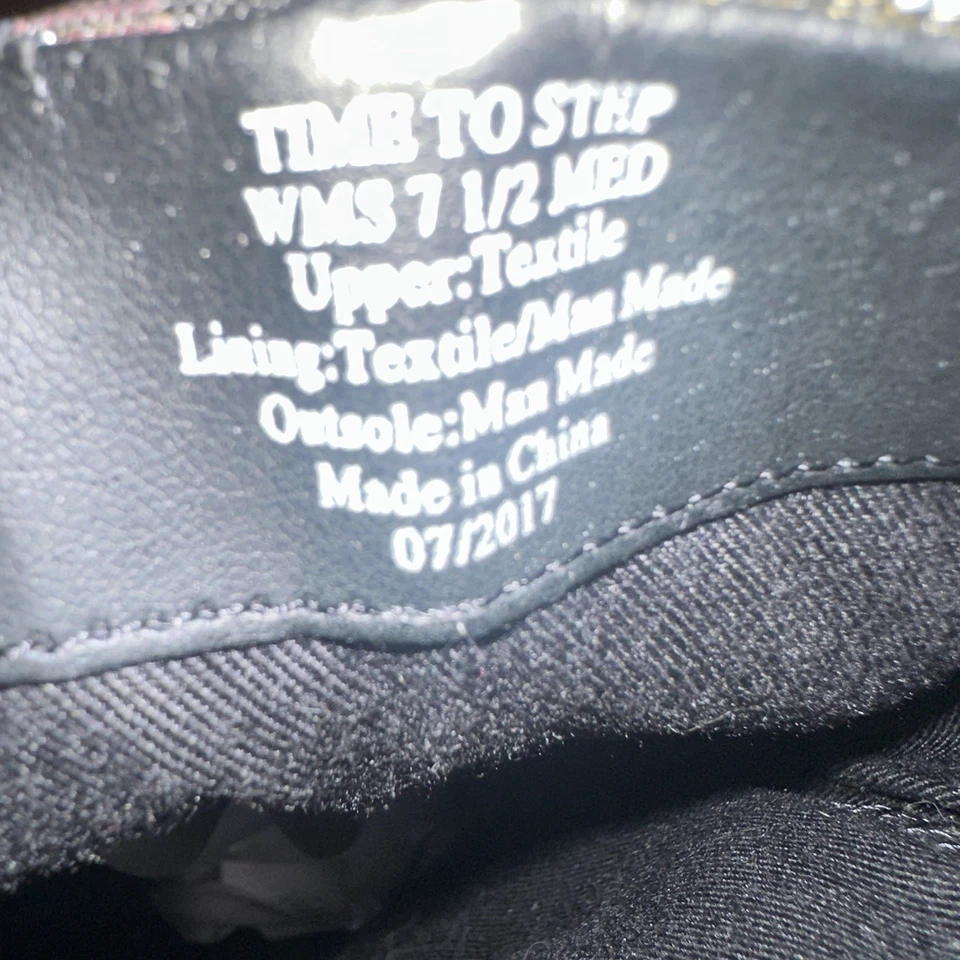 TIME TO STEP
WMS 7 1/2 MED
Upper:Textile
Lining:Textile/Man Made
Outsole:Man Made
Made in China
07/2017